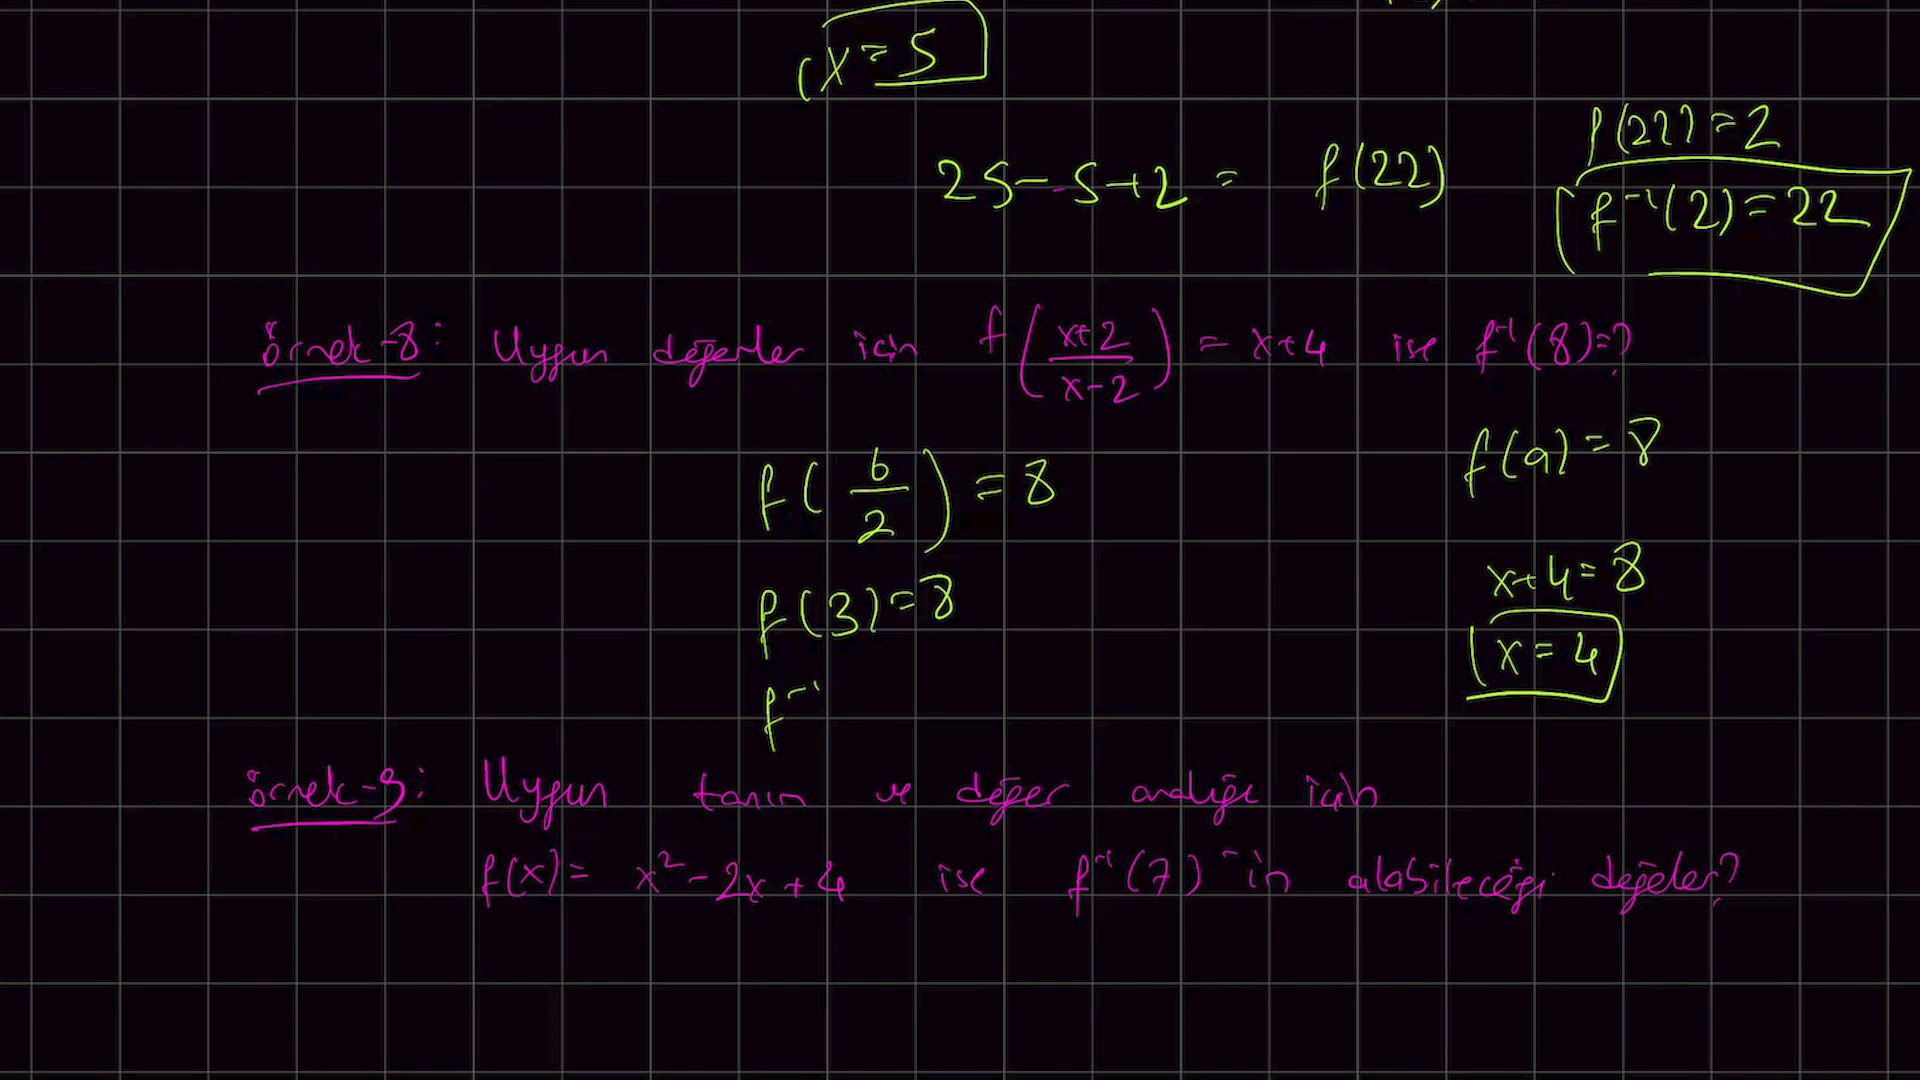 x = 5
f(22) = 2
25 - 5 + 2 = f(22)
f⁻¹(2) = 22
örnek-8: Uygun değerler için f((x+2)/(x-2)) = x+4 ise f⁻¹(8)=?
f(a) = 8
f(6/2) = 8
x+4 = 8
f(3) = 8
x = 4
f⁻¹
örnek-9: Uygun tanım ve değer aralığı için
f(x) = x² - 2x + 4 ise f⁻¹(7)'in alabileceği değerler?